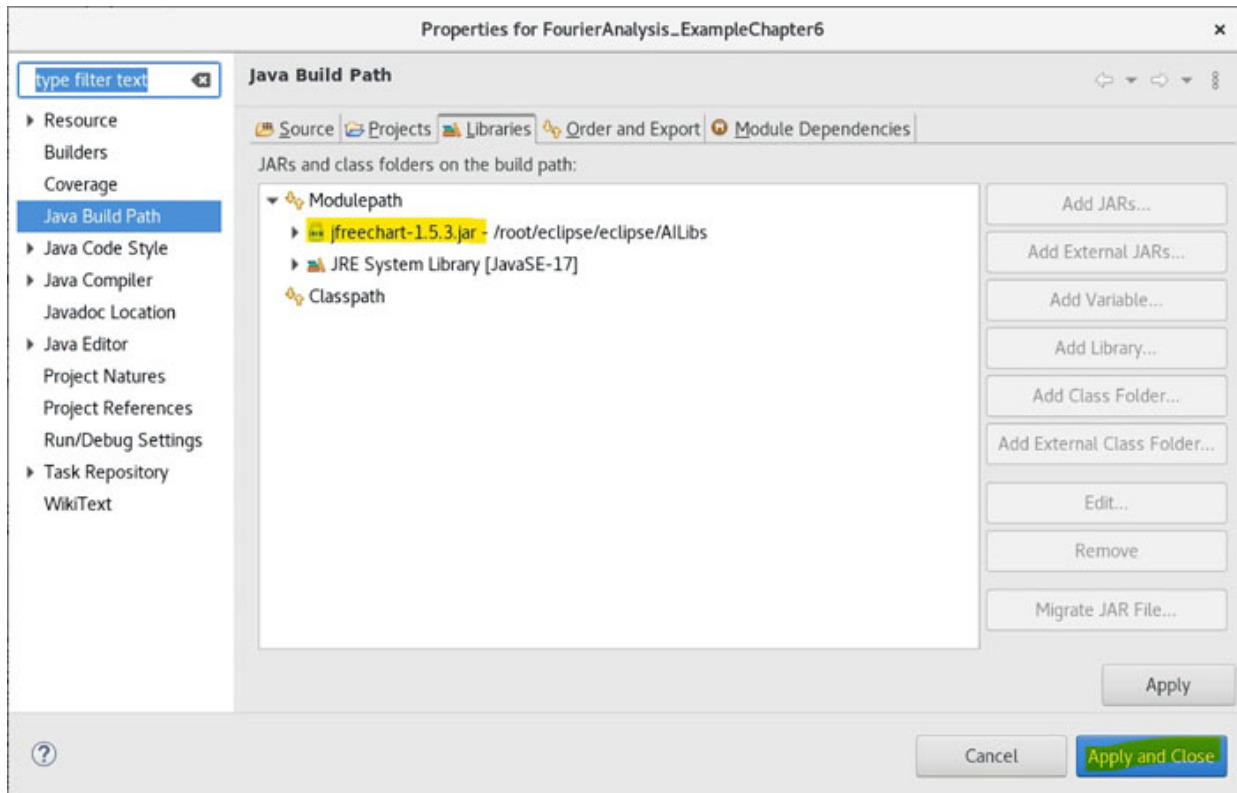 Properties for FourierAnalysis_ExampleChapter6
×
type filter text
Resource
Builders
Coverage
Java Build Path
Java Code Style
Java Compiler
Javadoc Location
Java Editor
Project Natures
Project References
Run/Debug Settings
Task Repository
WikiText
Java Build Path
Source Projects Libraries Order and Export Module Dependencies
JARs and class folders on the build path:
Modulepath
jfreechart-1.5.3.jar - /root/eclipse/eclipse/AILibs
JRE System Library [JavaSE-17]
Classpath
Add JARs...
Add External JARs...
Add Variable...
Add Library...
Add Class Folder...
Add External Class Folder...
Edit...
Remove
Migrate JAR File...
Apply
?
Cancel
Apply and Close